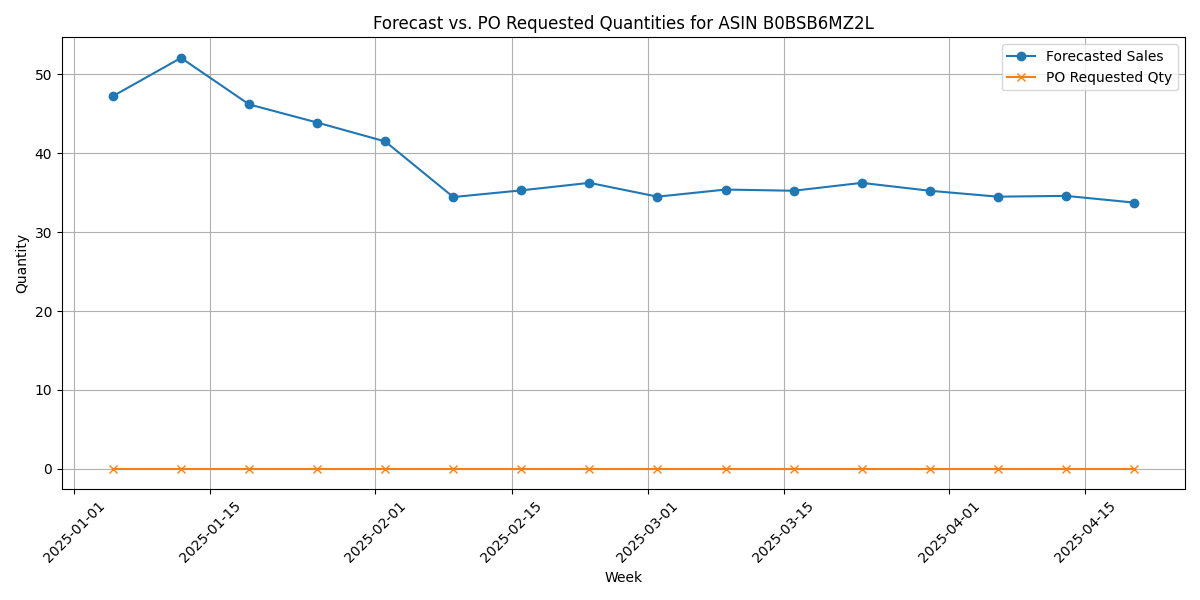 Forecast vs. PO Requested Quantities for ASIN B0BSB6MZ2L
Forecasted Sales
PO Requested Qty
Quantity
50
40
30
20
10
0
2025-01-01
2025-01-15
2025-02-01
2025-02-15
2025-03-01
2025-03-15
2025-04-01
2025-04-15
Week